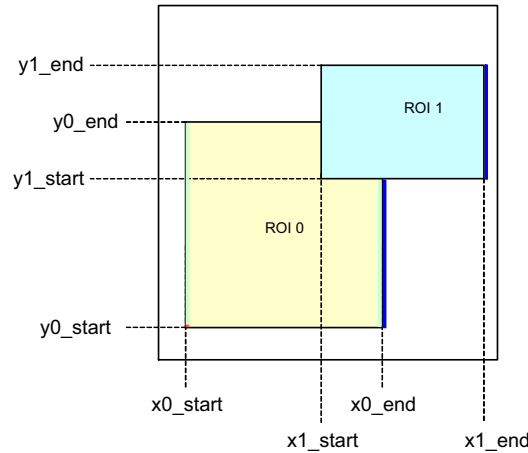 y1_end
ROI 1
y0_end
y1_start
ROI 0
y0_start
x0_start
x0_end
x1_start
x1_end